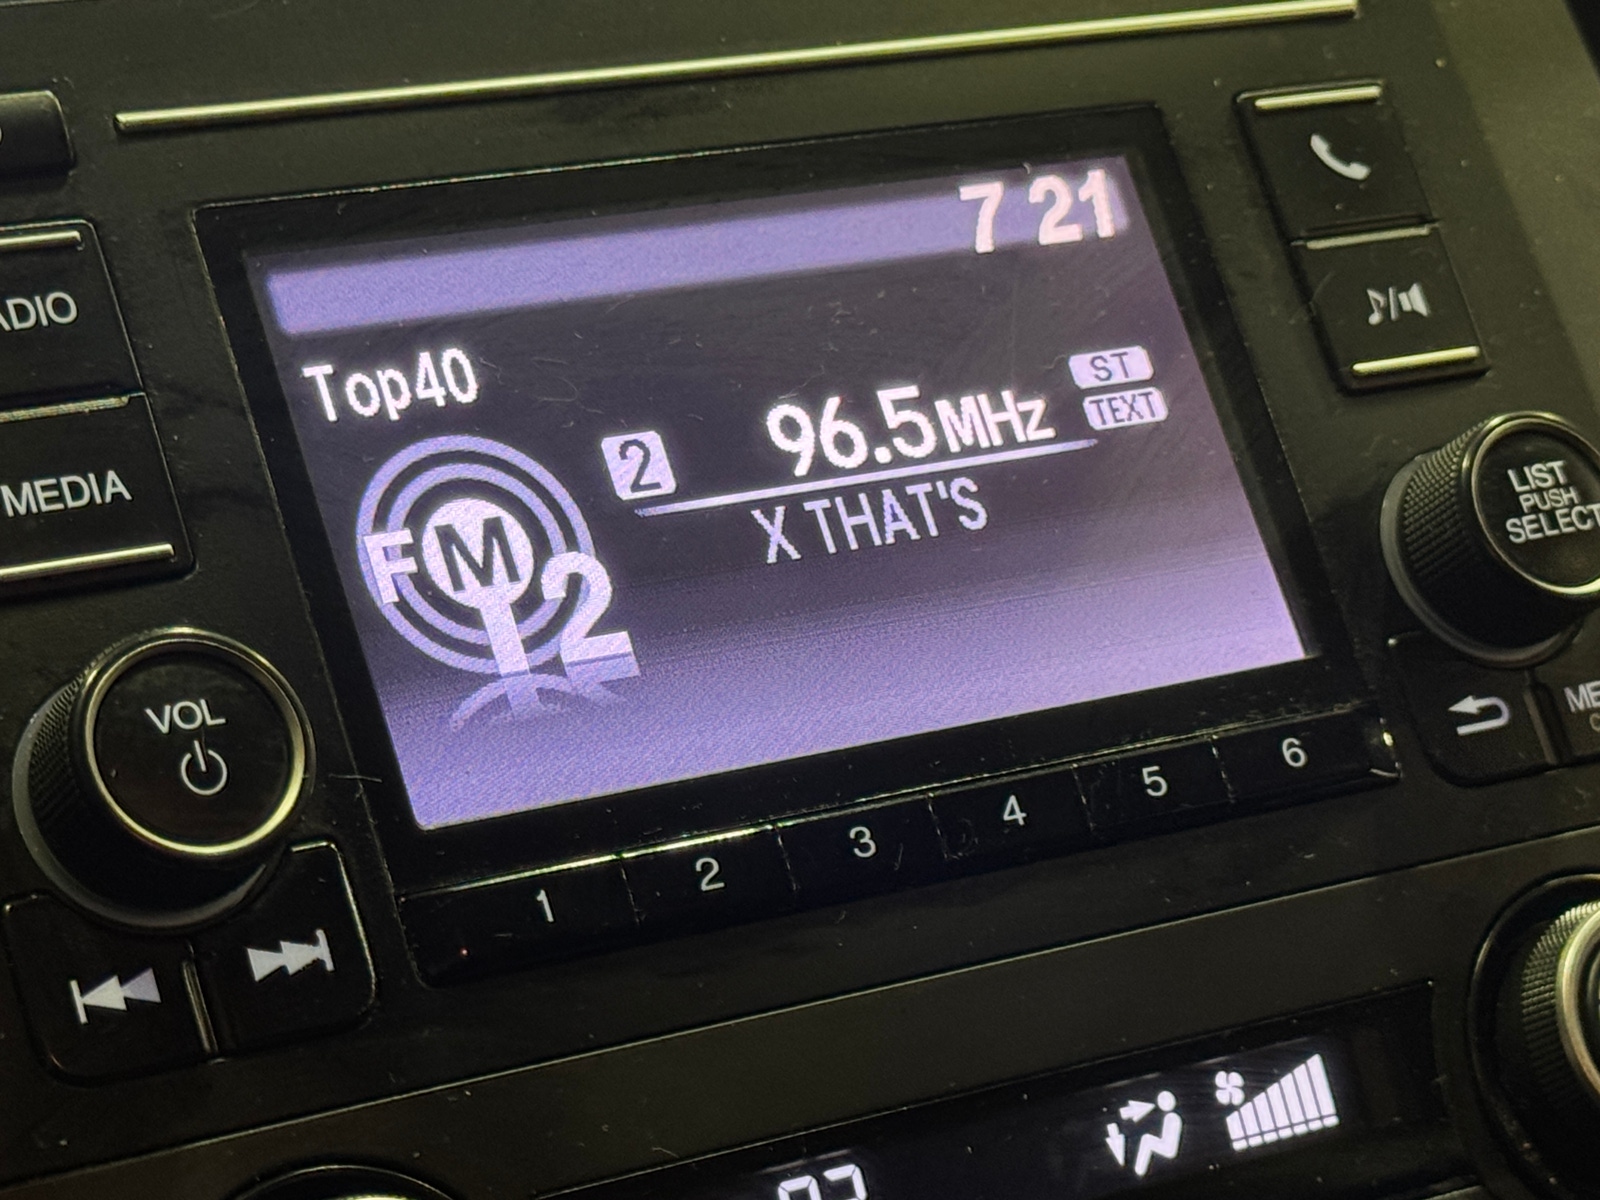 7 21
Top40
ST
2 96.5MHz
TEXT
X THAT'S
FM 2
MEDIA
VOL
LIST
PUSH
SELECT
1 2 3 4 5 6